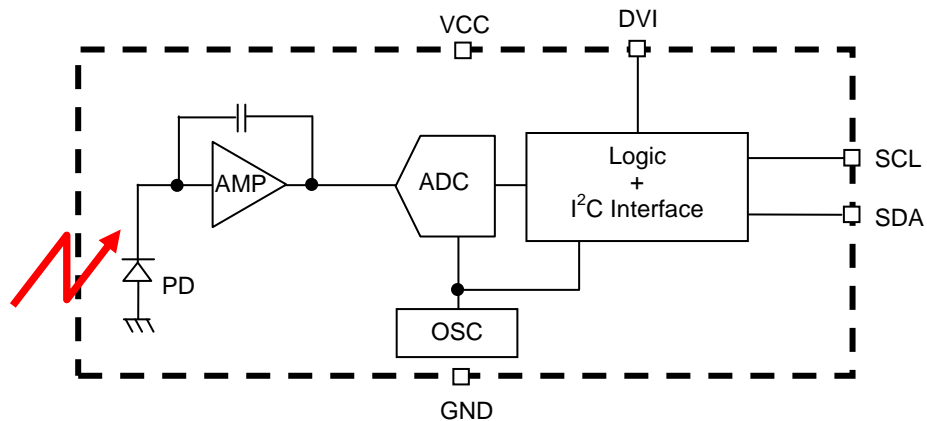 VCC
DVI
AMP
ADC
Logic
+
I²C Interface
SCL
SDA
PD
OSC
GND